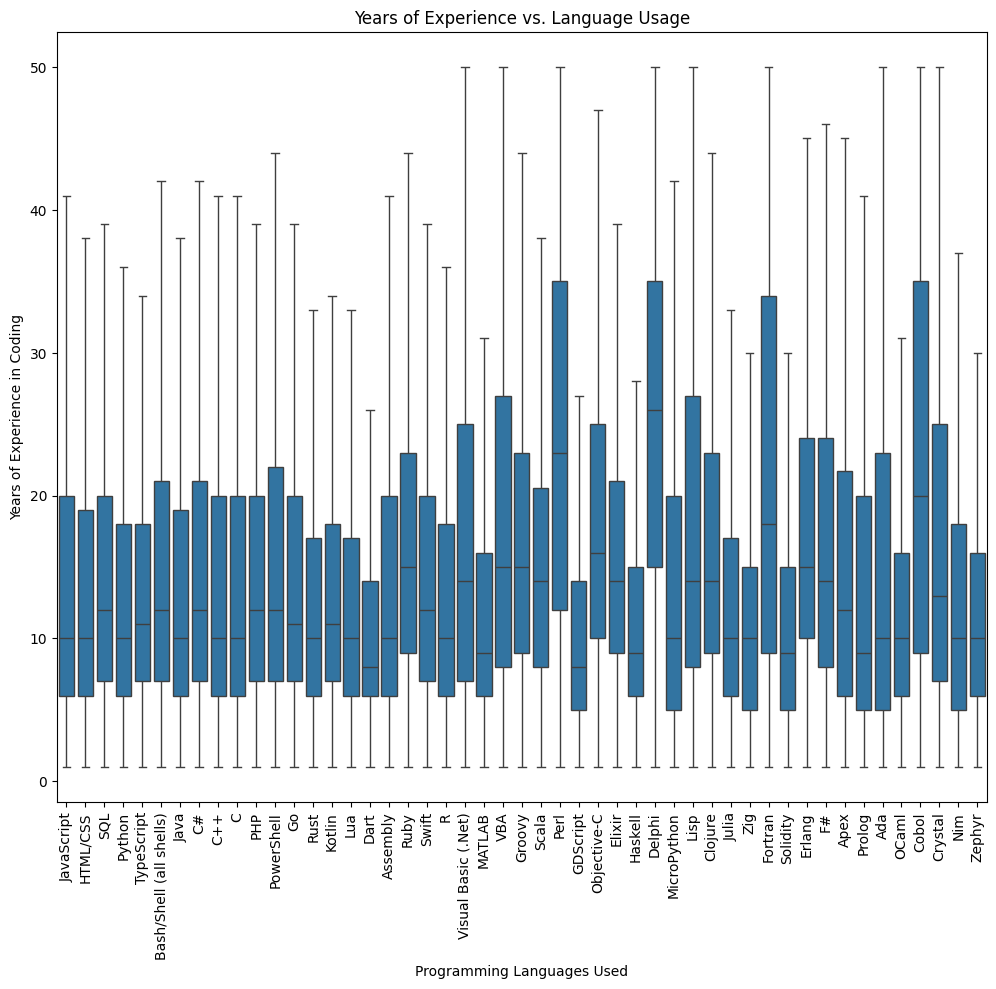 Years of Experience vs. Language Usage
Years of Experience in Coding
50
40
30
20
10
0
JavaScript
HTML/CSS
SQL
Python
TypeScript
Bash/Shell (all shells)
Java
C#
C++
C
PHP
PowerShell
Go
Rust
Kotlin
Lua
Dart
Assembly
Ruby
Swift
R
Visual Basic (.Net)
MATLAB
VBA
Groovy
Scala
Perl
GDScript
Objective-C
Elixir
Haskell
Delphi
MicroPython
Lisp
Clojure
Julia
Zig
Fortran
Solidity
Erlang
F#
Apex
Prolog
Ada
OCaml
Cobol
Crystal
Nim
Zephyr
Programming Languages Used